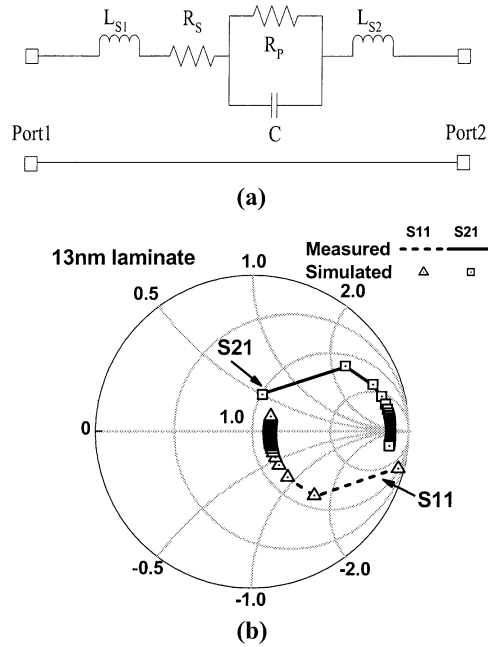 L_S1
R_S
R_P
L_S2
C
Port1
Port2
(a)
S11 S21
Measured
Simulated
13nm laminate
1.0
0.5
2.0
S21
0
1.0
S11
-0.5
-2.0
-1.0
(b)